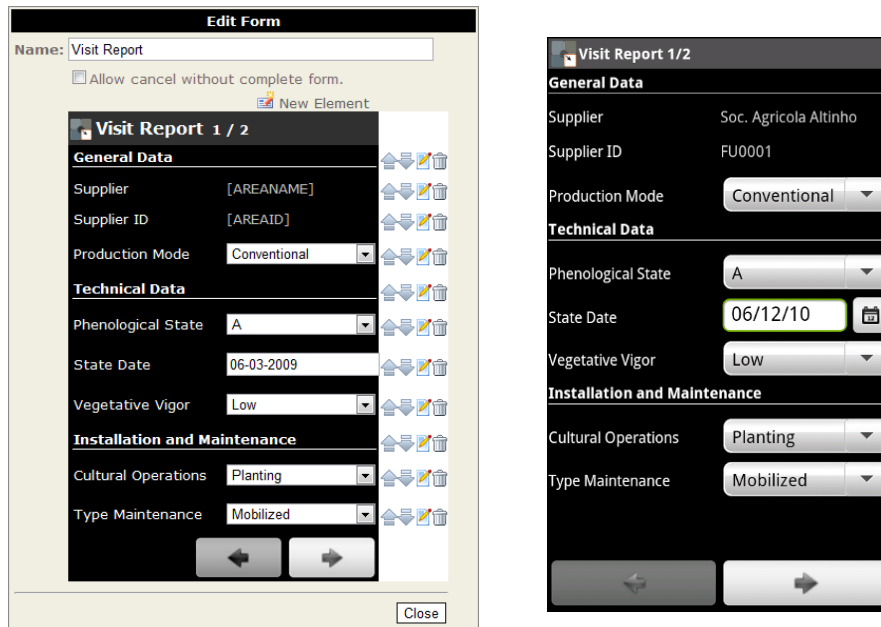 Edit Form
Name: Visit Report
Allow cancel without complete form.
New Element
Visit Report 1 / 2
General Data
Supplier [AREANAME]
Supplier ID [AREAID]
Production Mode Conventional
Technical Data
Phenological State A
State Date 06-03-2009
Vegetative Vigor Low
Installation and Maintenance
Cultural Operations Planting
Type Maintenance Mobilized
Close
Visit Report 1/2
General Data
Supplier Soc. Agricola Altinho
Supplier ID FU0001
Production Mode Conventional
Technical Data
Phenological State A
State Date 06/12/10
Vegetative Vigor Low
Installation and Maintenance
Cultural Operations Planting
Type Maintenance Mobilized